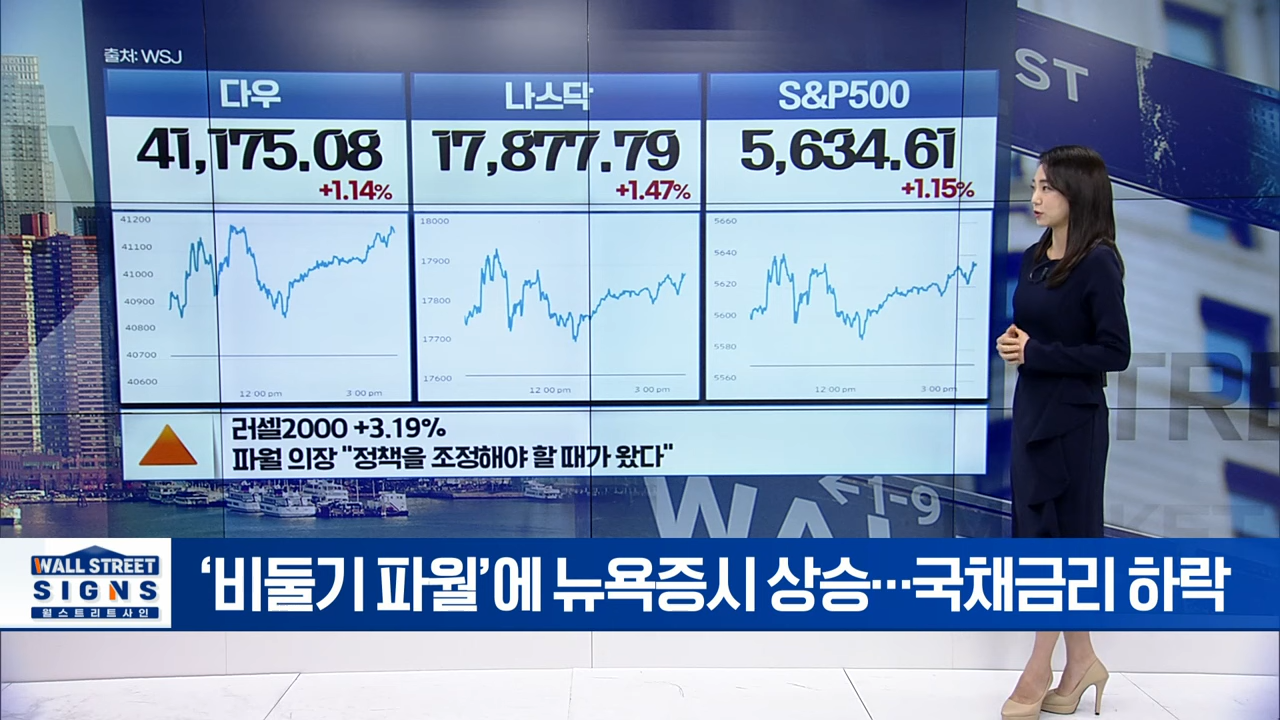 출처: WSJ
다우
41,175.08
+1.14%
41200
41100
41000
40900
40800
40700
40600
12:00 pm
3:00 pm
나스닥
17,877.79
+1.47%
18000
17900
17800
17700
17600
12:00 pm
3:00 pm
S&P500
5,634.61
+1.15%
5660
5640
5620
5600
5580
5560
12:00 pm
3:00 pm
러셀2000 +3.19%
파월 의장 "정책을 조정해야 할 때가 왔다"
ST
1-9
WAL
WALL STREET
SIGNS
월스트리트사인
‘비둘기 파월’에 뉴욕증시 상승…국채금리 하락